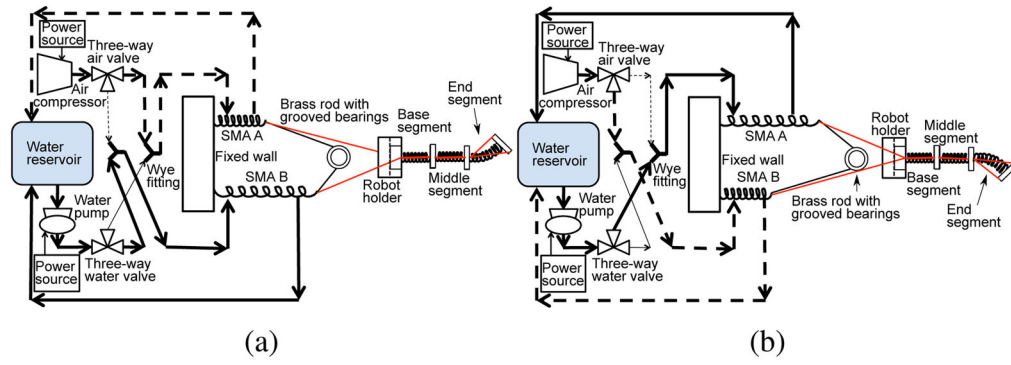 Power
source
Three-way
air valve
Air
compressor
Water
reservoir
Water
pump
Power
source
Three-way
water valve
Wye
fitting
SMA A
Fixed wall
SMA B
Brass rod with
grooved bearings
Base
segment
End
segment
Middle
segment
Robot
holder
(a)
Power
source
Three-way
air valve
Air
compressor
Water
reservoir
Water
pump
Power
source
Three-way
water valve
Wye
fitting
SMA A
Fixed wall
SMA B
Robot
holder
Middle
segment
Base
segment
Brass rod with
grooved bearings
End
segment
(b)